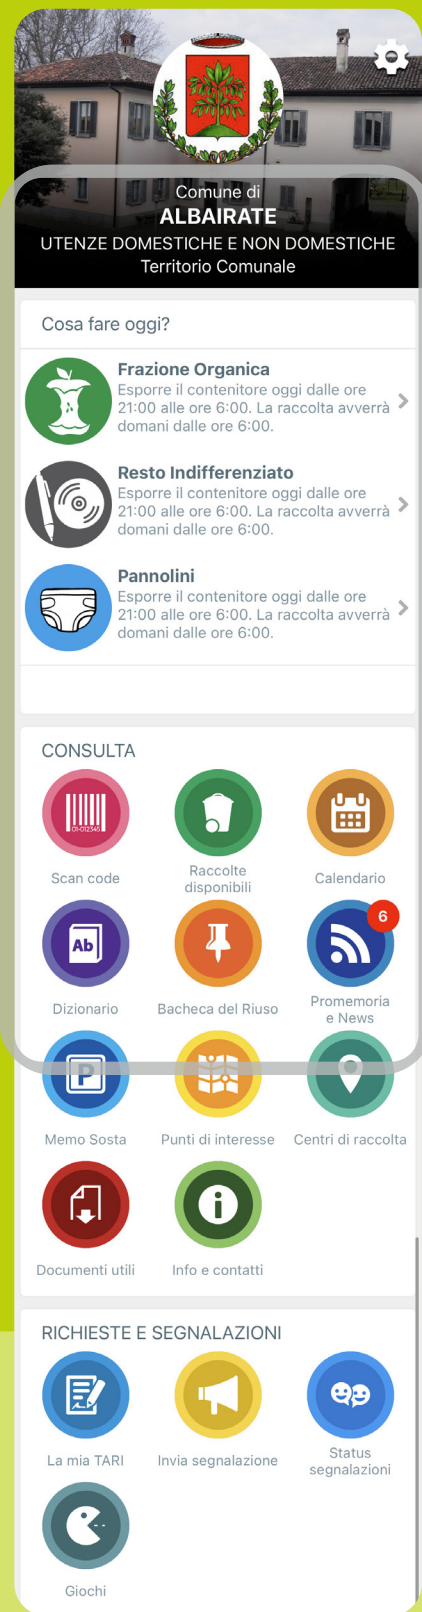 Comune di
ALBAIRATE
UTENZE DOMESTICHE E NON DOMESTICHE
Territorio Comunale
Cosa fare oggi?
Frazione Organica
Esporre il contenitore oggi dalle ore
21:00 alle ore 6:00. La raccolta avverrà
domani dalle ore 6:00.
Resto Indifferenziato
Esporre il contenitore oggi dalle ore
21:00 alle ore 6:00. La raccolta avverrà
domani dalle ore 6:00.
Pannolini
Esporre il contenitore oggi dalle ore
21:00 alle ore 6:00. La raccolta avverrà
domani dalle ore 6:00.
CONSULTA
01-012345
Scan code
Raccolte
disponibili
Calendario
Ab
6
Dizionario
Bacheca del Riuso
Promemoria
e News
P
Memo Sosta
Punti di interesse
Centri di raccolta
Documenti utili
Info e contatti
RICHIESTE E SEGNALAZIONI
La mia TARI
Invia segnalazione
Status
segnalazioni
Giochi